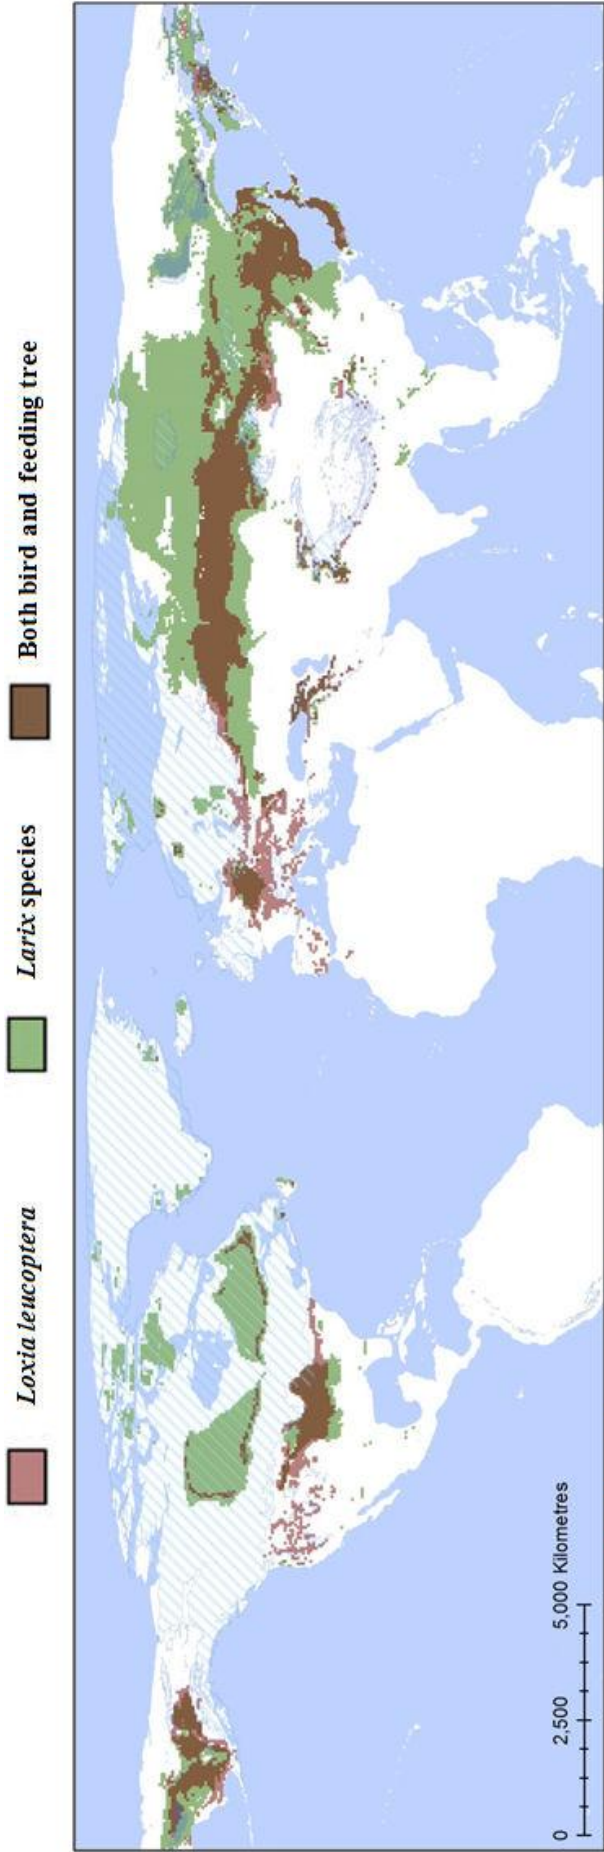 Loxia leucoptera
Larix species
Both bird and feeding tree
0 2,500 5,000 Kilometres